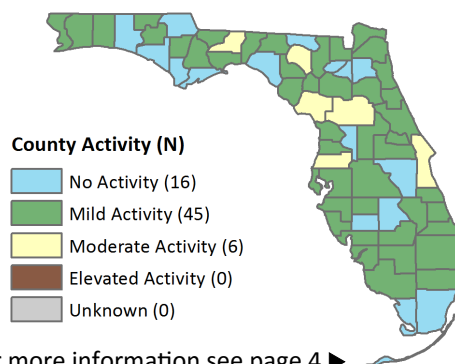 County Activity (N)
No Activity (16)
Mild Activity (45)
Moderate Activity (6)
Elevated Activity (0)
Unknown (0)
more information see page 4 ▶